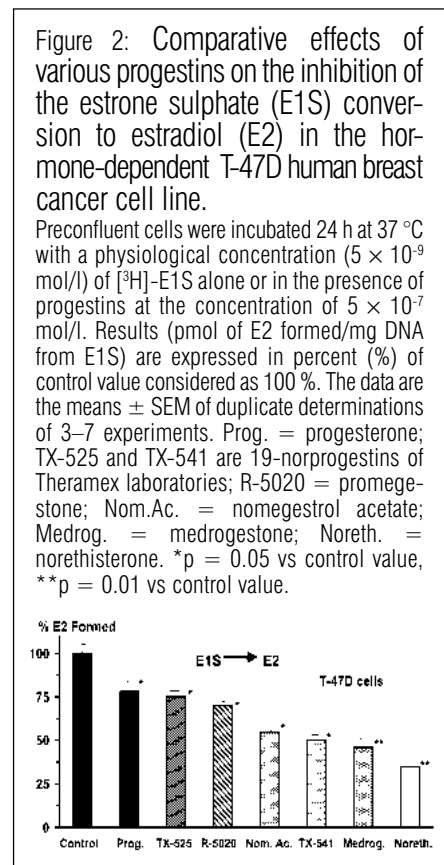 Figure 2: Comparative effects of
various progestins on the inhibition of
the estrone sulphate (E1S) conver-
sion to estradiol (E2) in the hor-
mone-dependent T-47D human breast
cancer cell line.
Preconfluent cells were incubated 24 h at 37 °C
with a physiological concentration (5 × 10⁻⁹
mol/l) of [³H]-E1S alone or in the presence of
progestins at the concentration of 5 × 10⁻⁷
mol/l. Results (pmol of E2 formed/mg DNA
from E1S) are expressed in percent (%) of
control value considered as 100 %. The data are
the means ± SEM of duplicate determinations
of 3–7 experiments. Prog. = progesterone;
TX-525 and TX-541 are 19-norprogestins of
Theramex laboratories; R-5020 = promege-
stone; Nom.Ac. = nomegestrol acetate;
Medrog. = medrogestone; Noreth. =
norethisterone. *p = 0.05 vs control value,
**p = 0.01 vs control value.
% E2 Formed
E1S → E2
T-47D cells
100
75
50
25
0
* * * * * ** **
Control Prog. TX-525 R-5020 Nom. Ac. TX-541 Medrog. Noreth.